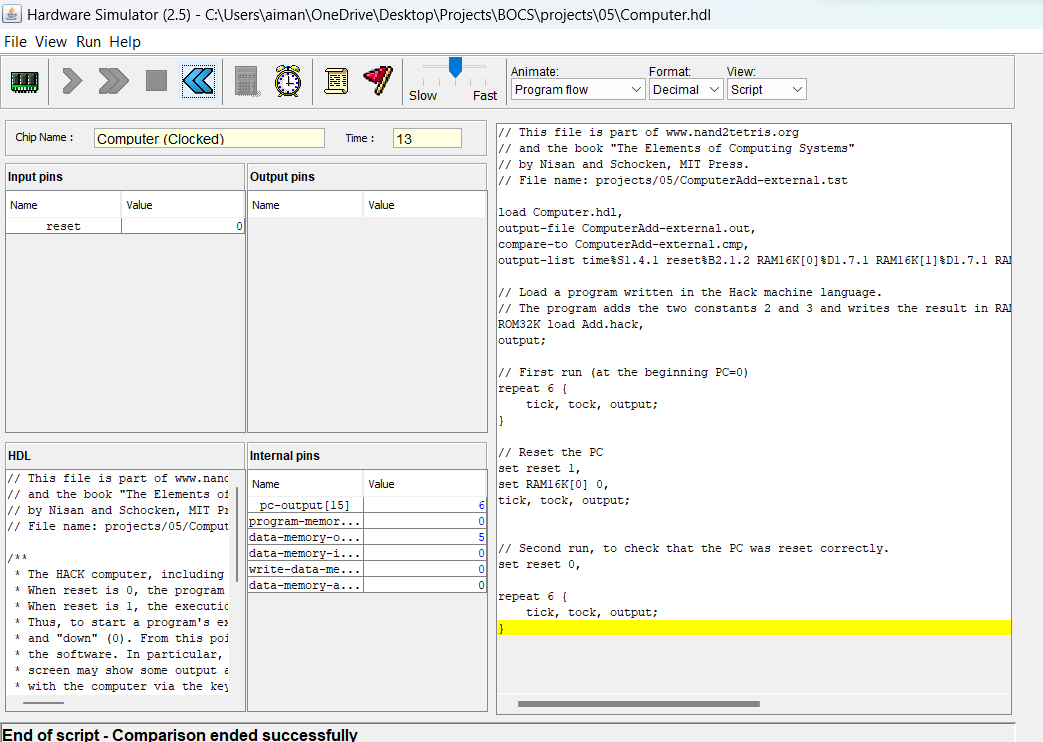 Hardware Simulator (2.5) - C:\Users\aiman\OneDrive\Desktop\Projects\BOCS\projects\05\Computer.hdl
File View Run Help
Slow Fast
Animate: Format: View:
Program flow Decimal Script
Chip Name : Computer (Clocked) Time : 13
Input pins
Name Value
reset 0
Output pins
Name Value
HDL
// This file is part of www.nand
// and the book "The Elements of
// by Nisan and Schocken, MIT Pr
// File name: projects/05/Comput
/**
* The HACK computer, including
* When reset is 0, the program
* When reset is 1, the executio
* Thus, to start a program's ex
* and "down" (0). From this poi
* the software. In particular,
* screen may show some output a
* with the computer via the key
Internal pins
Name Value
pc-output[15] 6
program-memor... 0
data-memory-o... 5
data-memory-i... 0
write-data-me... 0
data-memory-a... 0
// This file is part of www.nand2tetris.org
// and the book "The Elements of Computing Systems"
// by Nisan and Schocken, MIT Press.
// File name: projects/05/ComputerAdd-external.tst
load Computer.hdl,
output-file ComputerAdd-external.out,
compare-to ComputerAdd-external.cmp,
output-list time%S1.4.1 reset%B2.1.2 RAM16K[0]%D1.7.1 RAM16K[1]%D1.7.1 RAM
// Load a program written in the Hack machine language.
// The program adds the two constants 2 and 3 and writes the result in RAM
ROM32K load Add.hack,
output;
// First run (at the beginning PC=0)
repeat 6 {
tick, tock, output;
}
// Reset the PC
set reset 1,
set RAM16K[0] 0,
tick, tock, output;
// Second run, to check that the PC was reset correctly.
set reset 0,
repeat 6 {
tick, tock, output;
}
End of script - Comparison ended successfully